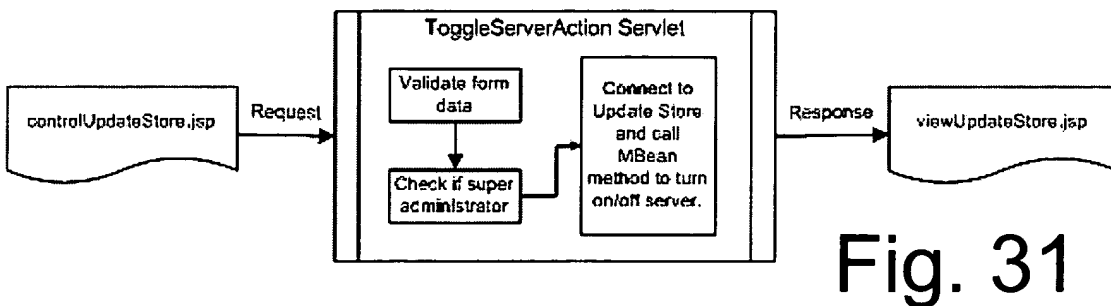 ToggleServerAction Servlet
controlUpdateStore.jsp
Request
Validate form
data
Check if super
administrator
Connect to
Update Store
and call
MBean
method to turn
on/off server.
Response
viewUpdateStore.jsp
Fig. 31